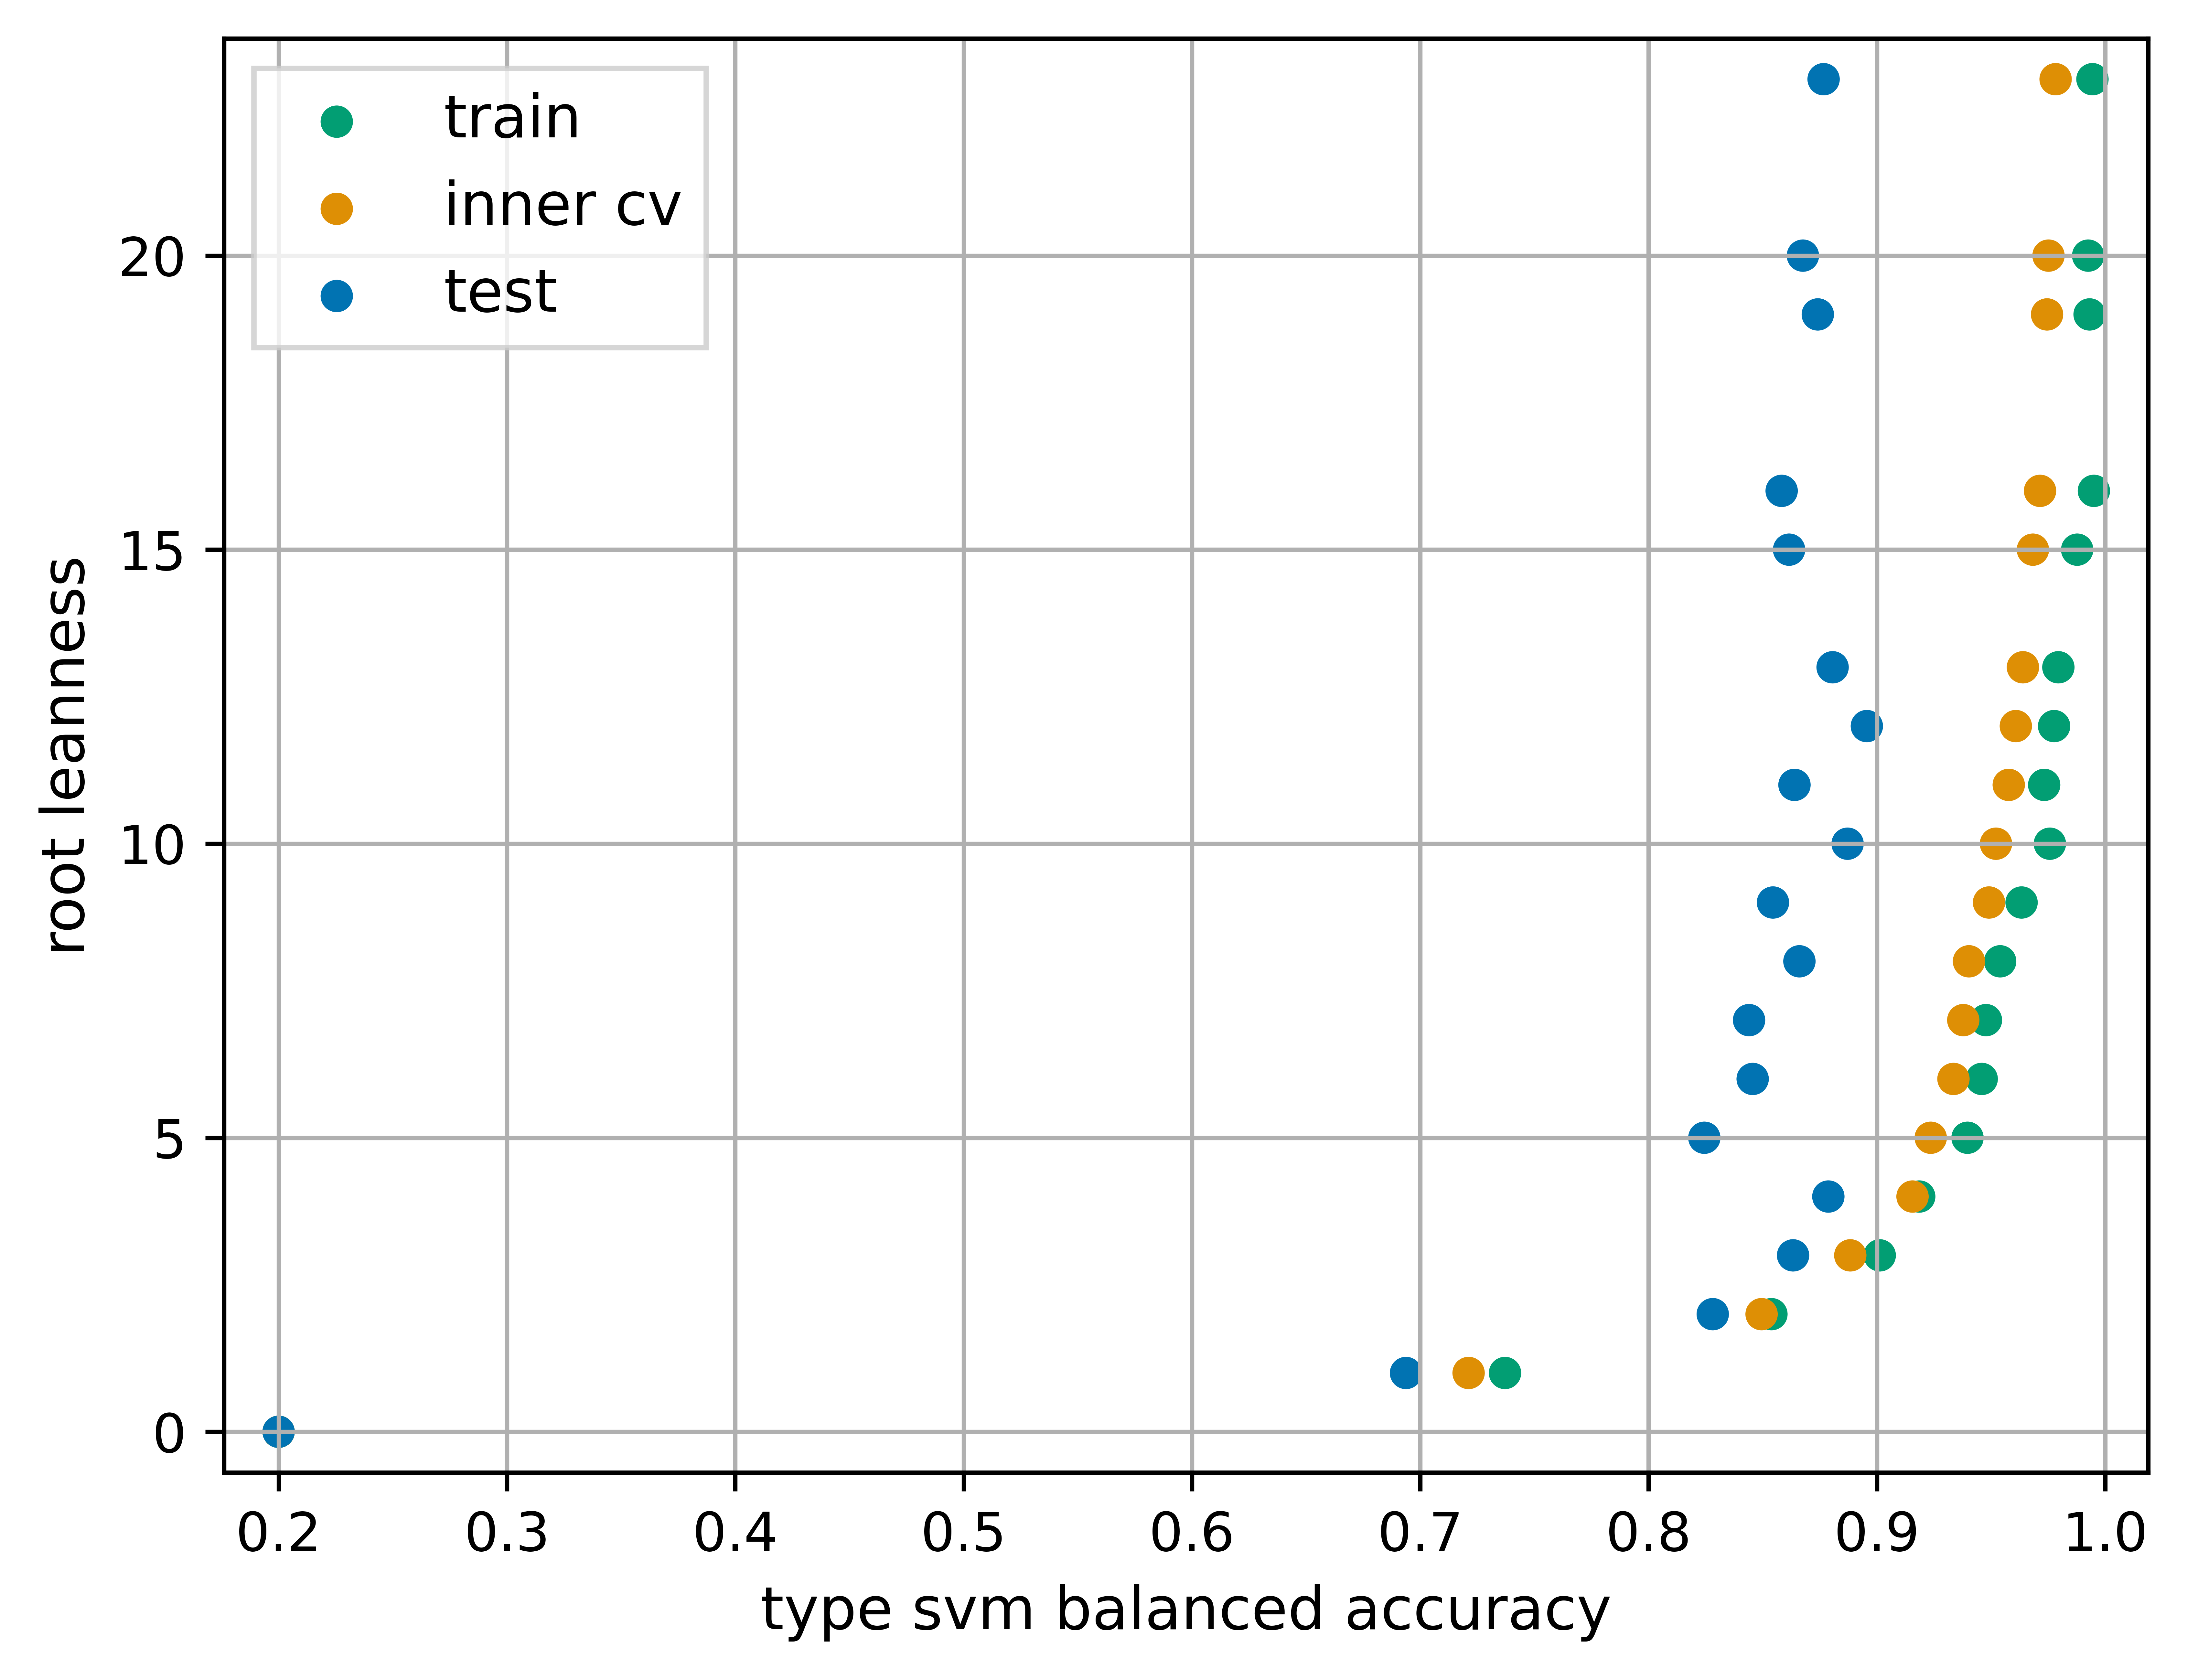 train
inner cv
test
20
15
10
5
0
root leanness
0.2 0.3 0.4 0.5 0.6 0.7 0.8 0.9 1.0
type svm balanced accuracy